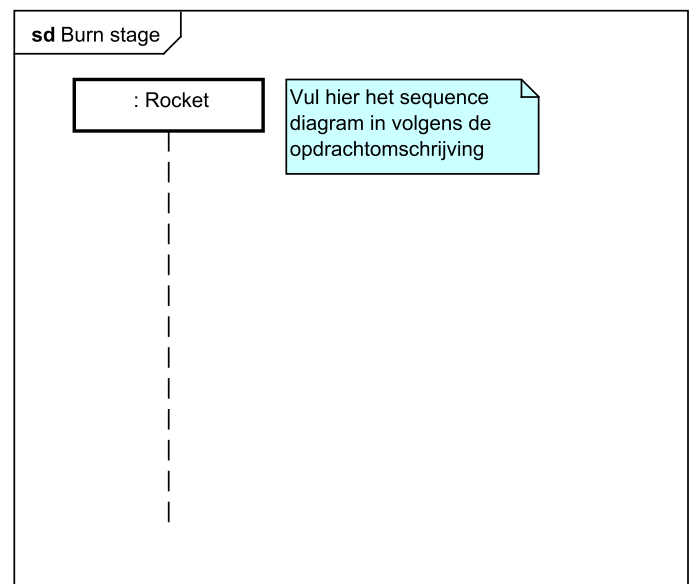 sd Burn stage
: Rocket
Vul hier het sequence
diagram in volgens de
opdrachtomschrijving